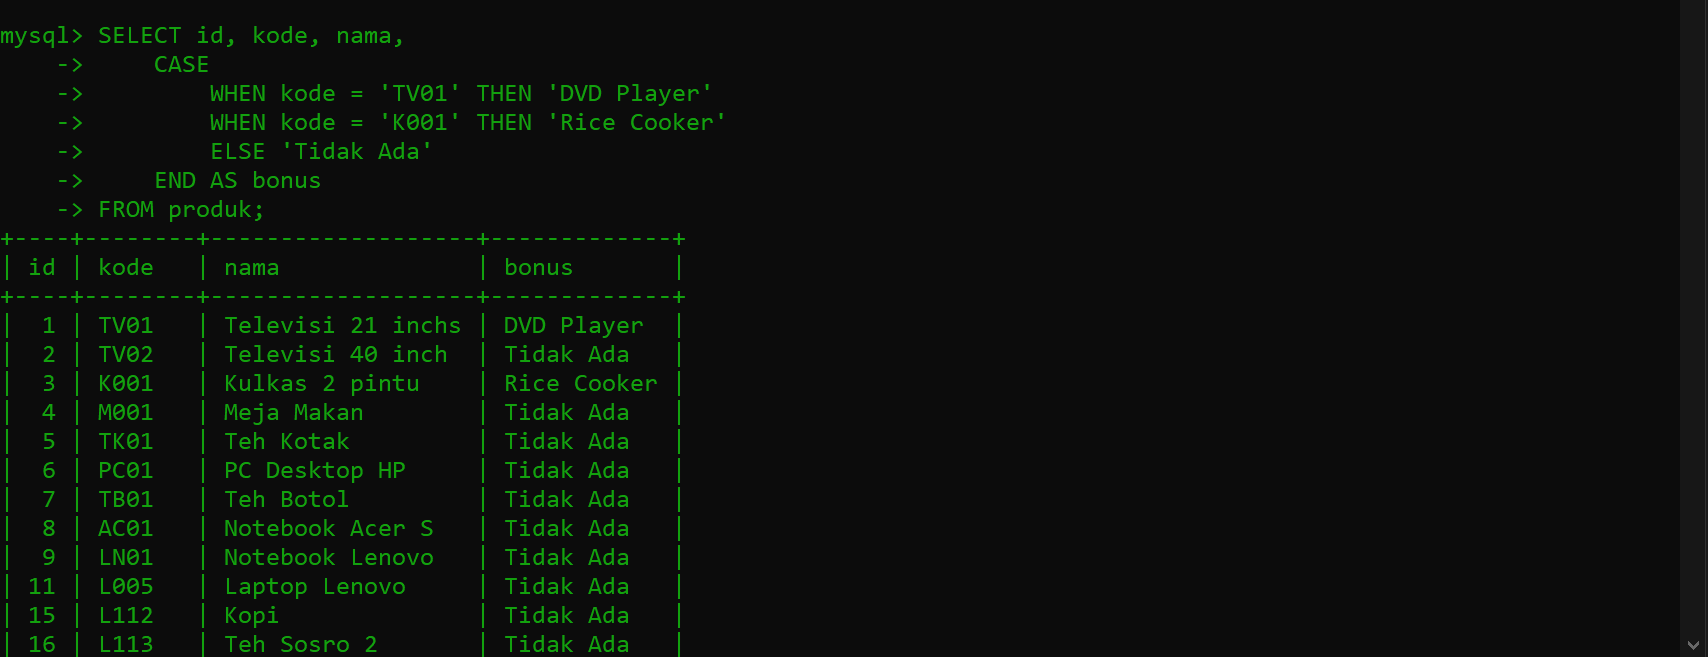 mysql> SELECT id, kode, nama,
    ->     CASE
    ->         WHEN kode = 'TV01' THEN 'DVD Player'
    ->         WHEN kode = 'K001' THEN 'Rice Cooker'
    ->         ELSE 'Tidak Ada'
    ->     END AS bonus
    -> FROM produk;
+----+--------+-------------------+-------------+
| id | kode   | nama              | bonus       |
+----+--------+-------------------+-------------+
|  1 | TV01   | Televisi 21 inchs | DVD Player  |
|  2 | TV02   | Televisi 40 inch  | Tidak Ada   |
|  3 | K001   | Kulkas 2 pintu    | Rice Cooker |
|  4 | M001   | Meja Makan        | Tidak Ada   |
|  5 | TK01   | Teh Kotak         | Tidak Ada   |
|  6 | PC01   | PC Desktop HP     | Tidak Ada   |
|  7 | TB01   | Teh Botol         | Tidak Ada   |
|  8 | AC01   | Notebook Acer S   | Tidak Ada   |
|  9 | LN01   | Notebook Lenovo   | Tidak Ada   |
| 11 | L005   | Laptop Lenovo     | Tidak Ada   |
| 15 | L112   | Kopi              | Tidak Ada   |
| 16 | L113   | Teh Sosro 2       | Tidak Ada   |